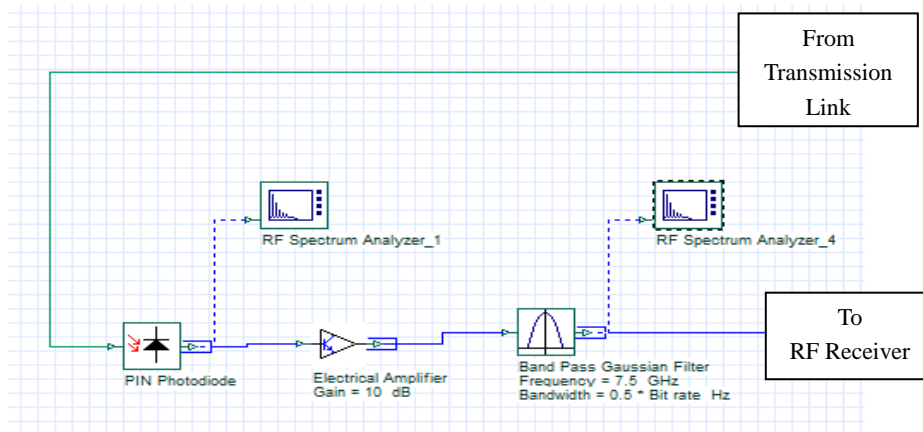 From
Transmission
Link
RF Spectrum Analyzer_1
RF Spectrum Analyzer_4
To
RF Receiver
PIN Photodiode
Electrical Amplifier
Gain = 10 dB
Band Pass Gaussian Filter
Frequency = 7.5 GHz
Bandwidth = 0.5 * Bit rate Hz